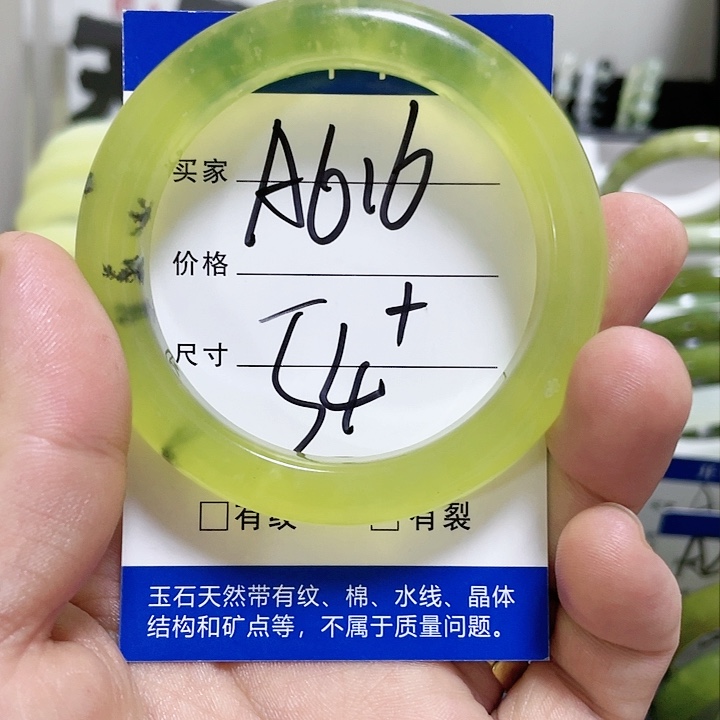 买家 A616
价格
尺寸 54+
□有纹 □有裂
玉石天然带有纹、棉、水线、晶体
结构和矿点等，不属于质量问题。